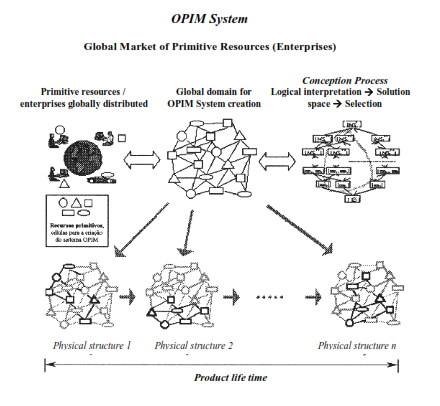 OPIM System
Global Market of Primitive Resources (Enterprises)
Primitive resources /
enterprises globally distributed
Global domain for
OPIM System creation
Conception Process
Logical interpretation → Solution
space → Selection
Recursos primitivos,
células para a criação
do sistema OPIM
Physical structure 1
Physical structure 2
Physical structure n
Product life time